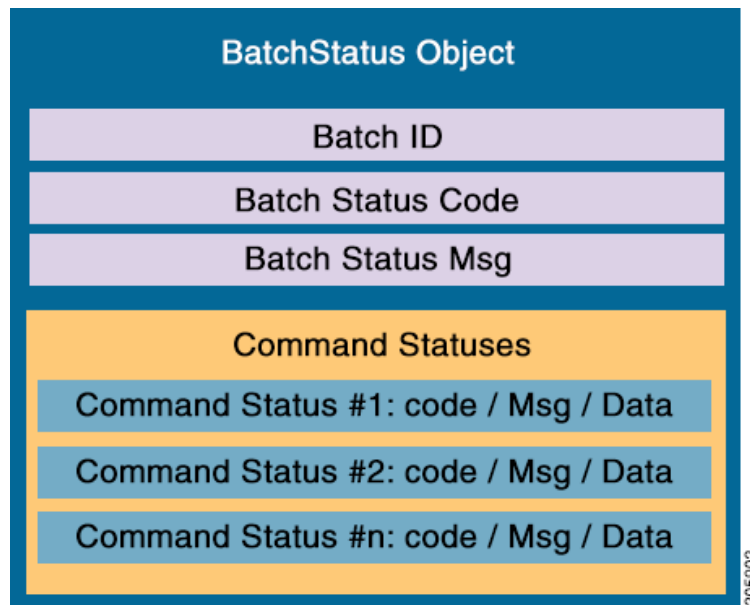 BatchStatus Object
Batch ID
Batch Status Code
Batch Status Msg
Command Statuses
Command Status #1: code / Msg / Data
Command Status #2: code / Msg / Data
Command Status #n: code / Msg / Data